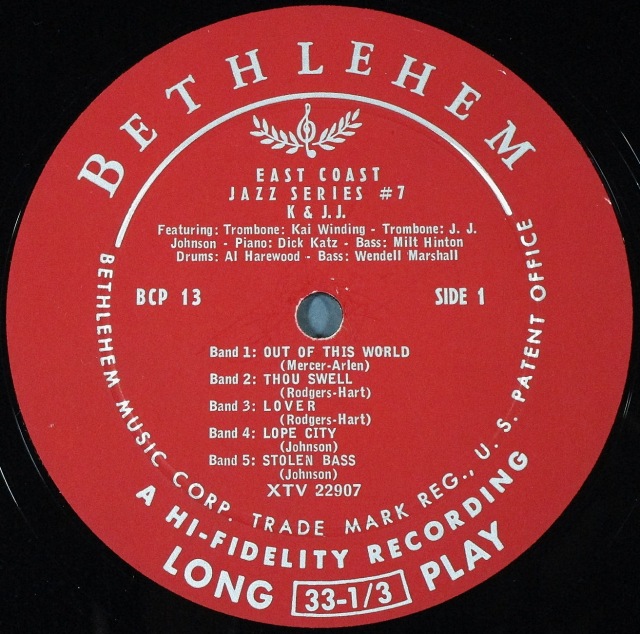 BETHLEHEM
EAST COAST
JAZZ SERIES #7
K & J.J.
Featuring: Trombone: Kai Winding - Trombone: J. J.
Johnson - Piano: Dick Katz - Bass: Milt Hinton
Drums: Al Harewood - Bass: Wendell Marshall
BCP 13
SIDE 1
Band 1: OUT OF THIS WORLD
(Mercer-Arlen)
Band 2: THOU SWELL
(Rodgers-Hart)
Band 3: LOVER
(Rodgers-Hart)
Band 4: LOPE CITY
(Johnson)
Band 5: STOLEN BASS
(Johnson)
XTV 22907
BETHLEHEM MUSIC CORP. TRADE MARK REG., U. S. PATENT OFFICE
A HI-FIDELITY RECORDING
LONG 33-1/3 PLAY